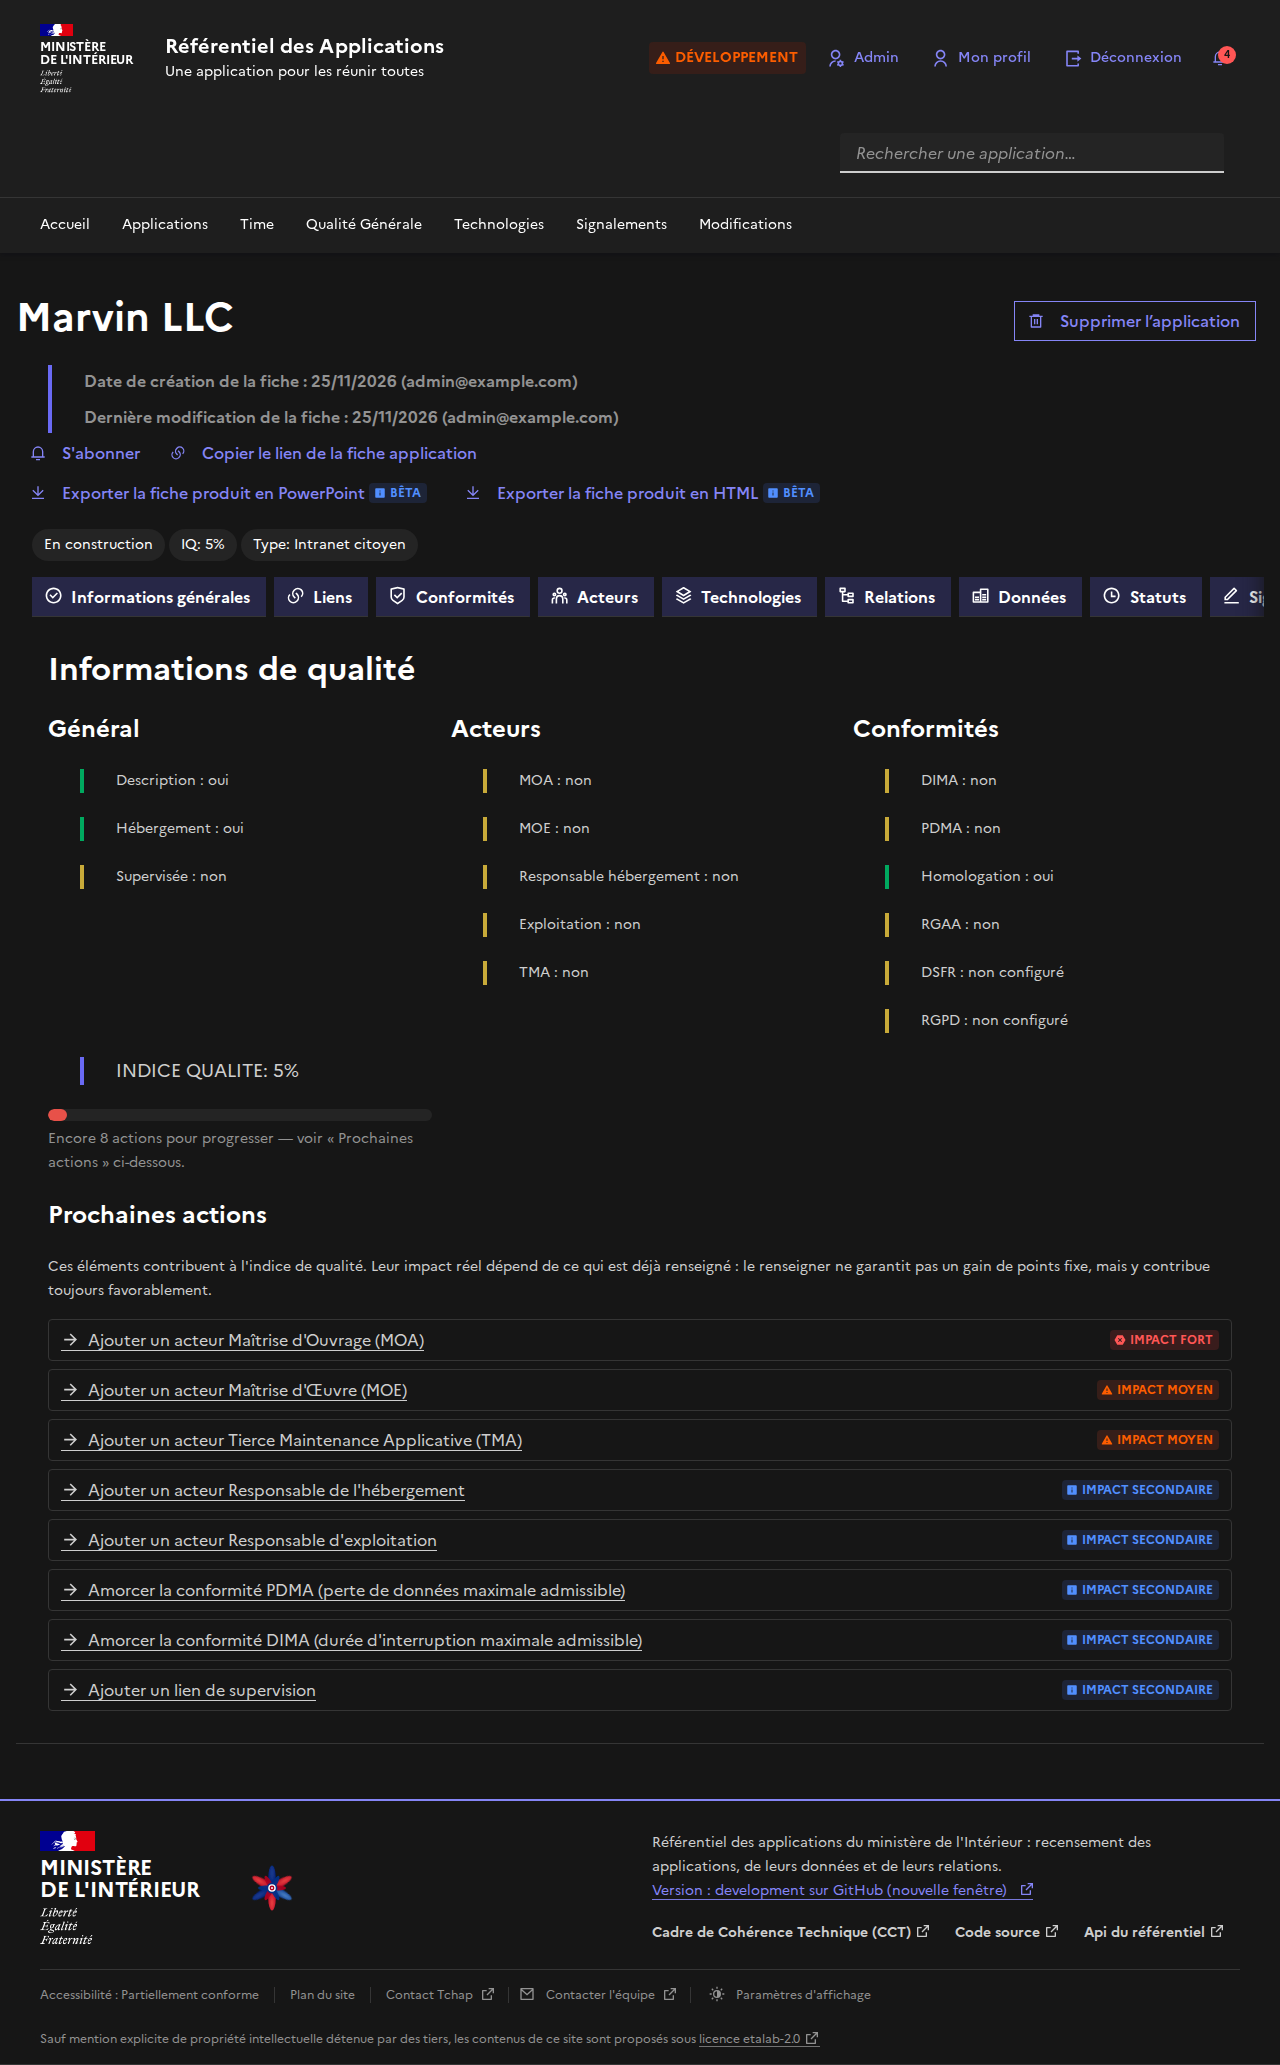 MINISTÈRE
DE L'INTÉRIEUR
Liberté
Égalité
Fraternité
Référentiel des Applications
Une application pour les réunir toutes
DÉVELOPPEMENT
Admin
Mon profil
Déconnexion
4
Rechercher une application…
Accueil Applications Time Qualité Générale Technologies Signalements Modifications
Marvin LLC
Supprimer l’application
Date de création de la fiche : 25/11/2026 (admin@example.com)
Dernière modification de la fiche : 25/11/2026 (admin@example.com)
S'abonner Copier le lien de la fiche application
Exporter la fiche produit en PowerPoint BÊTA Exporter la fiche produit en HTML BÊTA
En construction IQ: 5% Type: Intranet citoyen
Informations générales Liens Conformités Acteurs Technologies Relations Données Statuts
Informations de qualité
Général
Description : oui
Hébergement : oui
Supervisée : non
Acteurs
MOA : non
MOE : non
Responsable hébergement : non
Exploitation : non
TMA : non
Conformités
DIMA : non
PDMA : non
Homologation : oui
RGAA : non
DSFR : non configuré
RGPD : non configuré
INDICE QUALITE: 5%
Encore 8 actions pour progresser — voir « Prochaines
actions » ci-dessous.
Prochaines actions
Ces éléments contribuent à l'indice de qualité. Leur impact réel dépend de ce qui est déjà renseigné : le renseigner ne garantit pas un gain de points fixe, mais y contribue
toujours favorablement.
Ajouter un acteur Maîtrise d'Ouvrage (MOA) IMPACT FORT
Ajouter un acteur Maîtrise d'Œuvre (MOE) IMPACT MOYEN
Ajouter un acteur Tierce Maintenance Applicative (TMA) IMPACT MOYEN
Ajouter un acteur Responsable de l'hébergement IMPACT SECONDAIRE
Ajouter un acteur Responsable d'exploitation IMPACT SECONDAIRE
Amorcer la conformité PDMA (perte de données maximale admissible) IMPACT SECONDAIRE
Amorcer la conformité DIMA (durée d'interruption maximale admissible) IMPACT SECONDAIRE
Ajouter un lien de supervision IMPACT SECONDAIRE
MINISTÈRE
DE L'INTÉRIEUR
Liberté
Égalité
Fraternité
Référentiel des applications du ministère de l'Intérieur : recensement des
applications, de leurs données et de leurs relations.
Version : development sur GitHub (nouvelle fenêtre)
Cadre de Cohérence Technique (CCT) Code source Api du référentiel
Accessibilité : Partiellement conforme Plan du site Contact Tchap Contacter l'équipe Paramètres d'affichage
Sauf mention explicite de propriété intellectuelle détenue par des tiers, les contenus de ce site sont proposés sous licence etalab-2.0